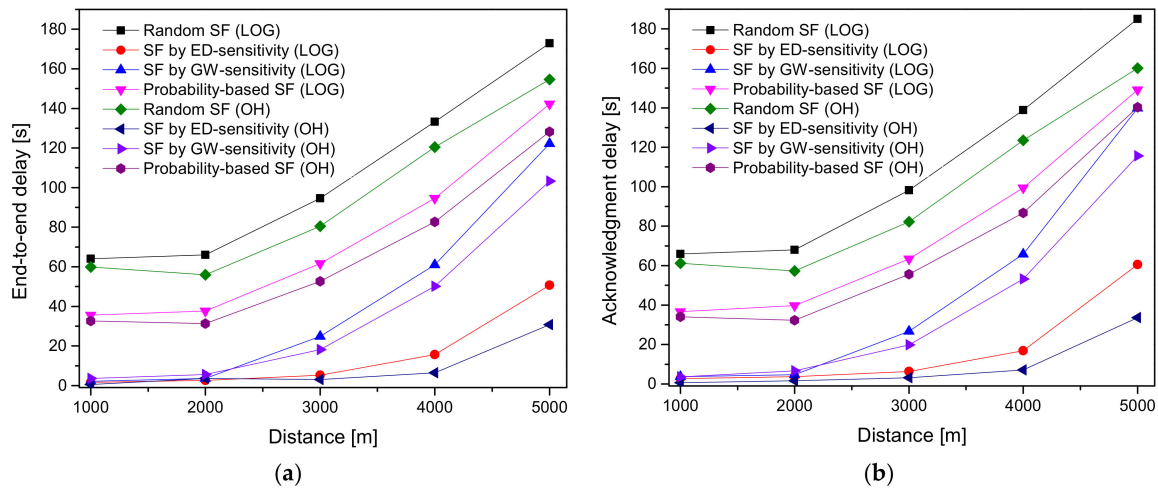 180
160
140
120
100
80
60
40
20
0
End-to-end delay [s]
Random SF (LOG)
SF by ED-sensitivity (LOG)
SF by GW-sensitivity (LOG)
Probability-based SF (LOG)
Random SF (OH)
SF by ED-sensitivity (OH)
SF by GW-sensitivity (OH)
Probability-based SF (OH)
1000 2000 3000 4000 5000
Distance [m]
(a)
180
160
140
120
100
80
60
40
20
0
Acknowledgment delay [s]
Random SF (LOG)
SF by ED-sensitivity (LOG)
SF by GW-sensitivity (LOG)
Probability-based SF (LOG)
Random SF (OH)
SF by ED-sensitivity (OH)
SF by GW-sensitivity (OH)
Probability-based SF (OH)
1000 2000 3000 4000 5000
Distance [m]
(b)